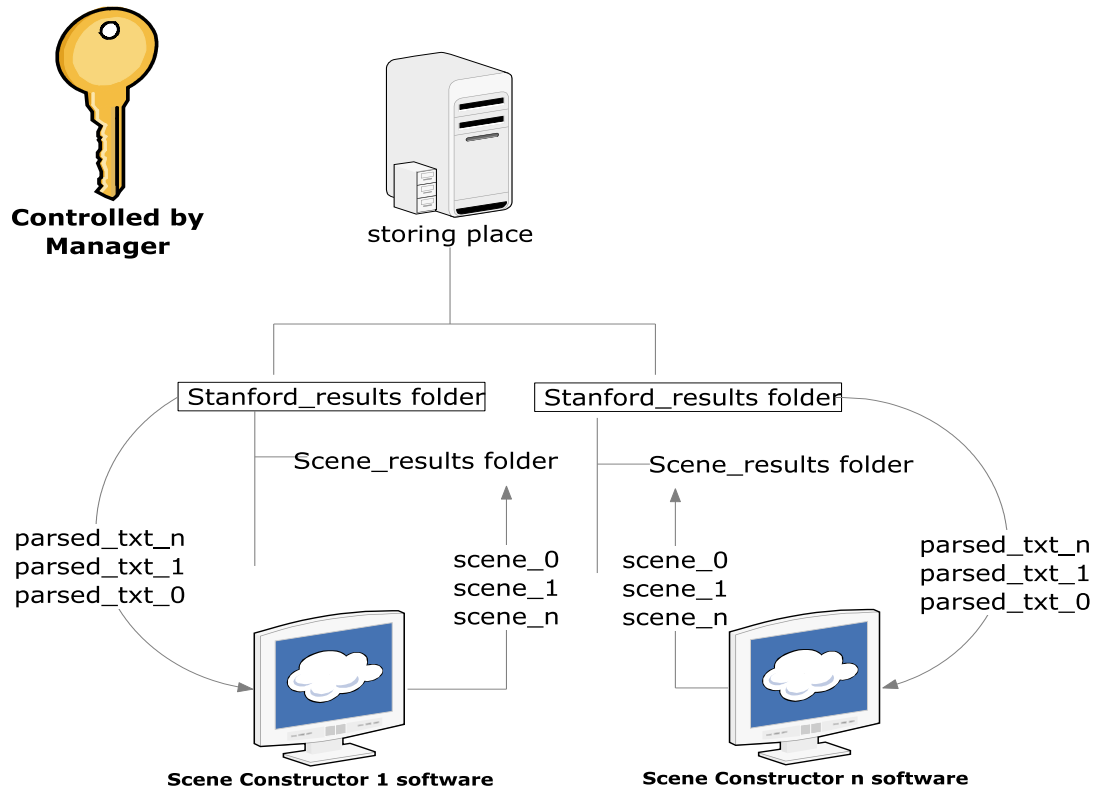 Controlled by
Manager
storing place
Stanford_results folder
Stanford_results folder
Scene_results folder
Scene_results folder
parsed_txt_n
parsed_txt_1
parsed_txt_0
scene_0
scene_1
scene_n
scene_0
scene_1
scene_n
parsed_txt_n
parsed_txt_1
parsed_txt_0
Scene Constructor 1 software
Scene Constructor n software